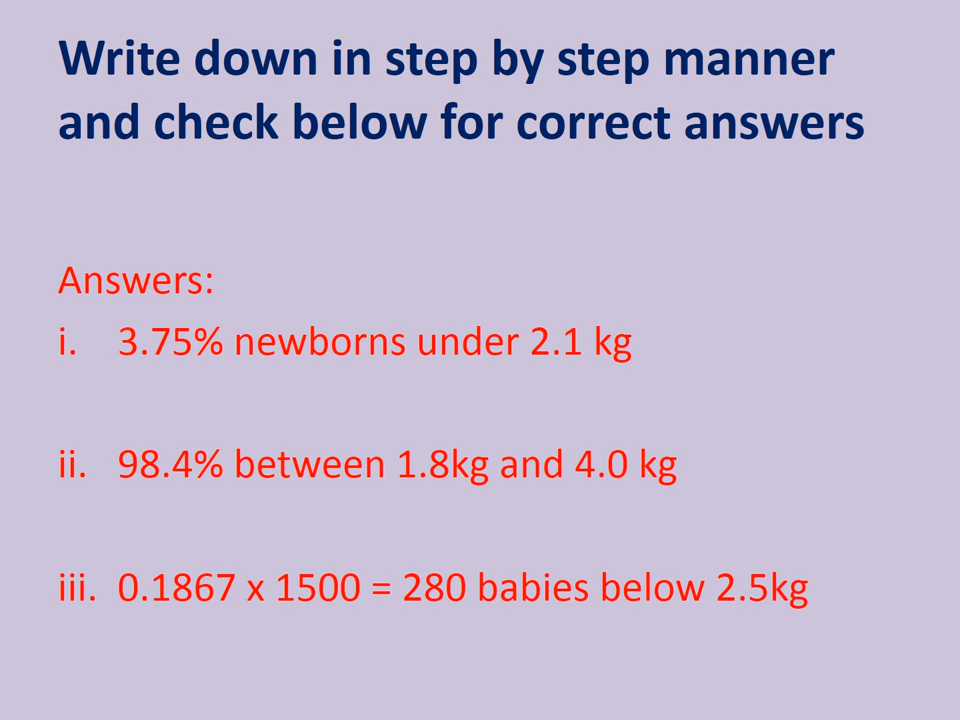 Write down in step by step manner
and check below for correct answers
Answers:
i. 3.75% newborns under 2.1 kg
ii. 98.4% between 1.8kg and 4.0 kg
iii. 0.1867 x 1500 = 280 babies below 2.5kg